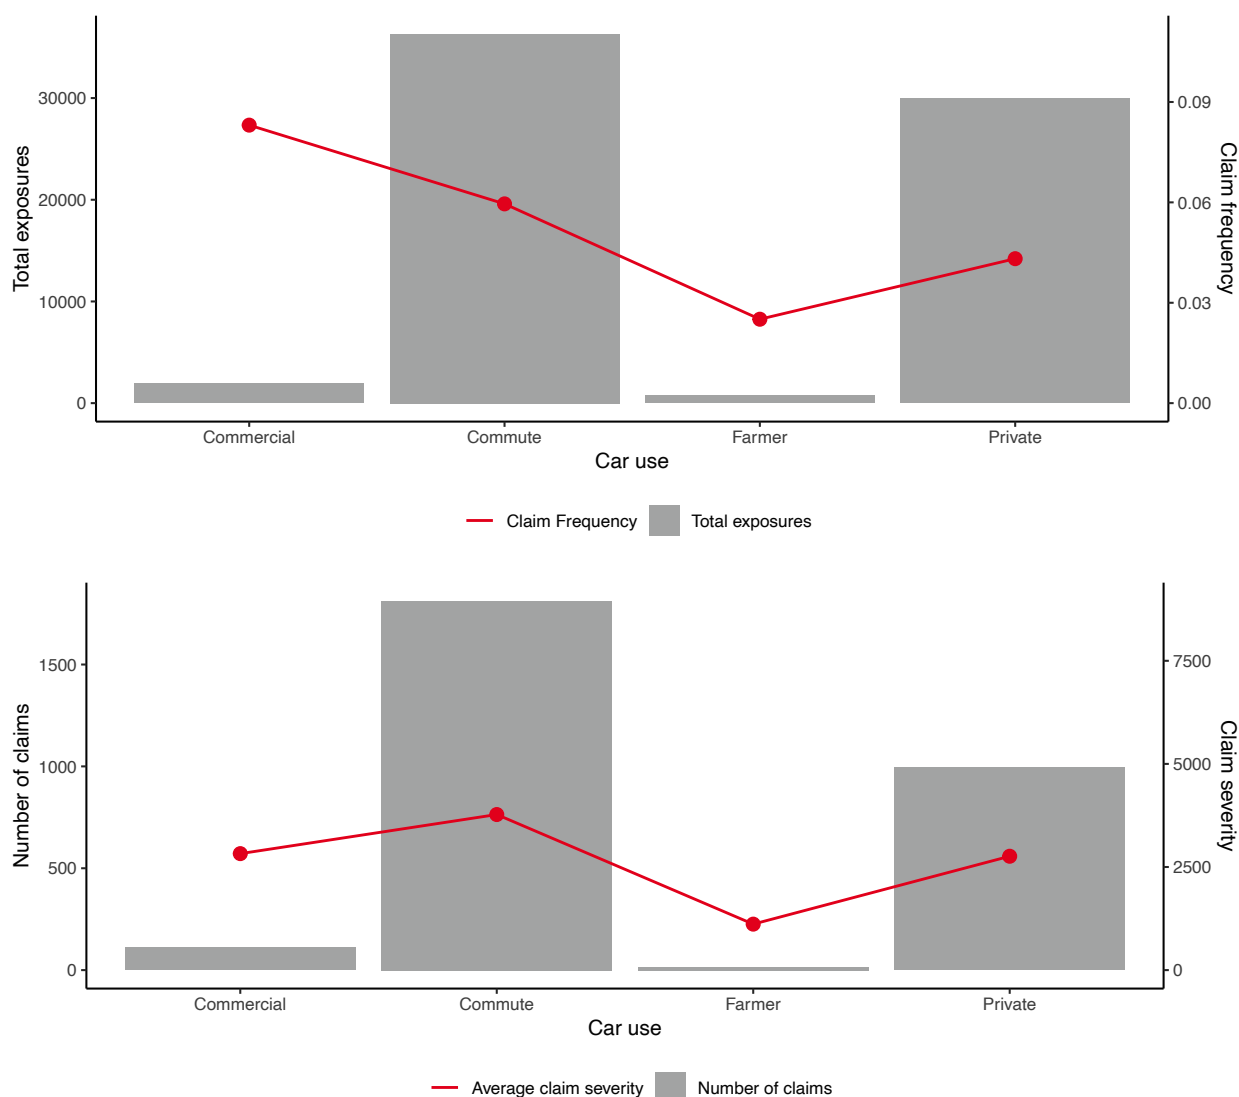 30000
20000
10000
0
Total exposures
0.09
0.06
0.03
0.00
Claim frequency
Commercial Commute Farmer Private
Car use
Claim Frequency Total exposures
1500
1000
500
0
Number of claims
7500
5000
2500
0
Claim severity
Commercial Commute Farmer Private
Car use
Average claim severity Number of claims